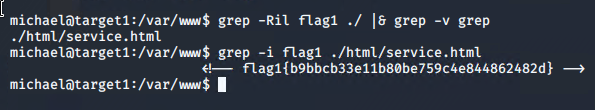 michael@target1:/var/www$ grep -Ril flag1 ./ |& grep -v grep
./html/service.html
michael@target1:/var/www$ grep -i flag1 ./html/service.html
<!-- flag1{b9bbcb33e11b80be759c4e844862482d} -->
michael@target1:/var/www$